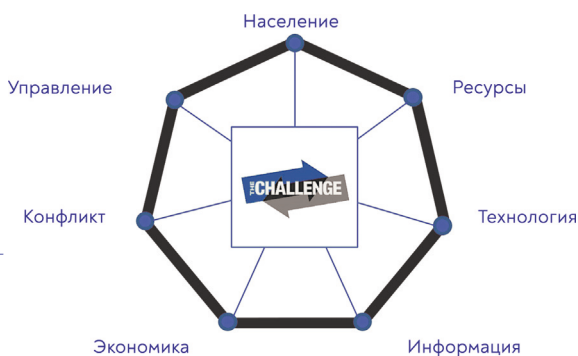 Население
Управление
Ресурсы
THE CHALLENGE
Конфликт
Технология
Экономика
Информация